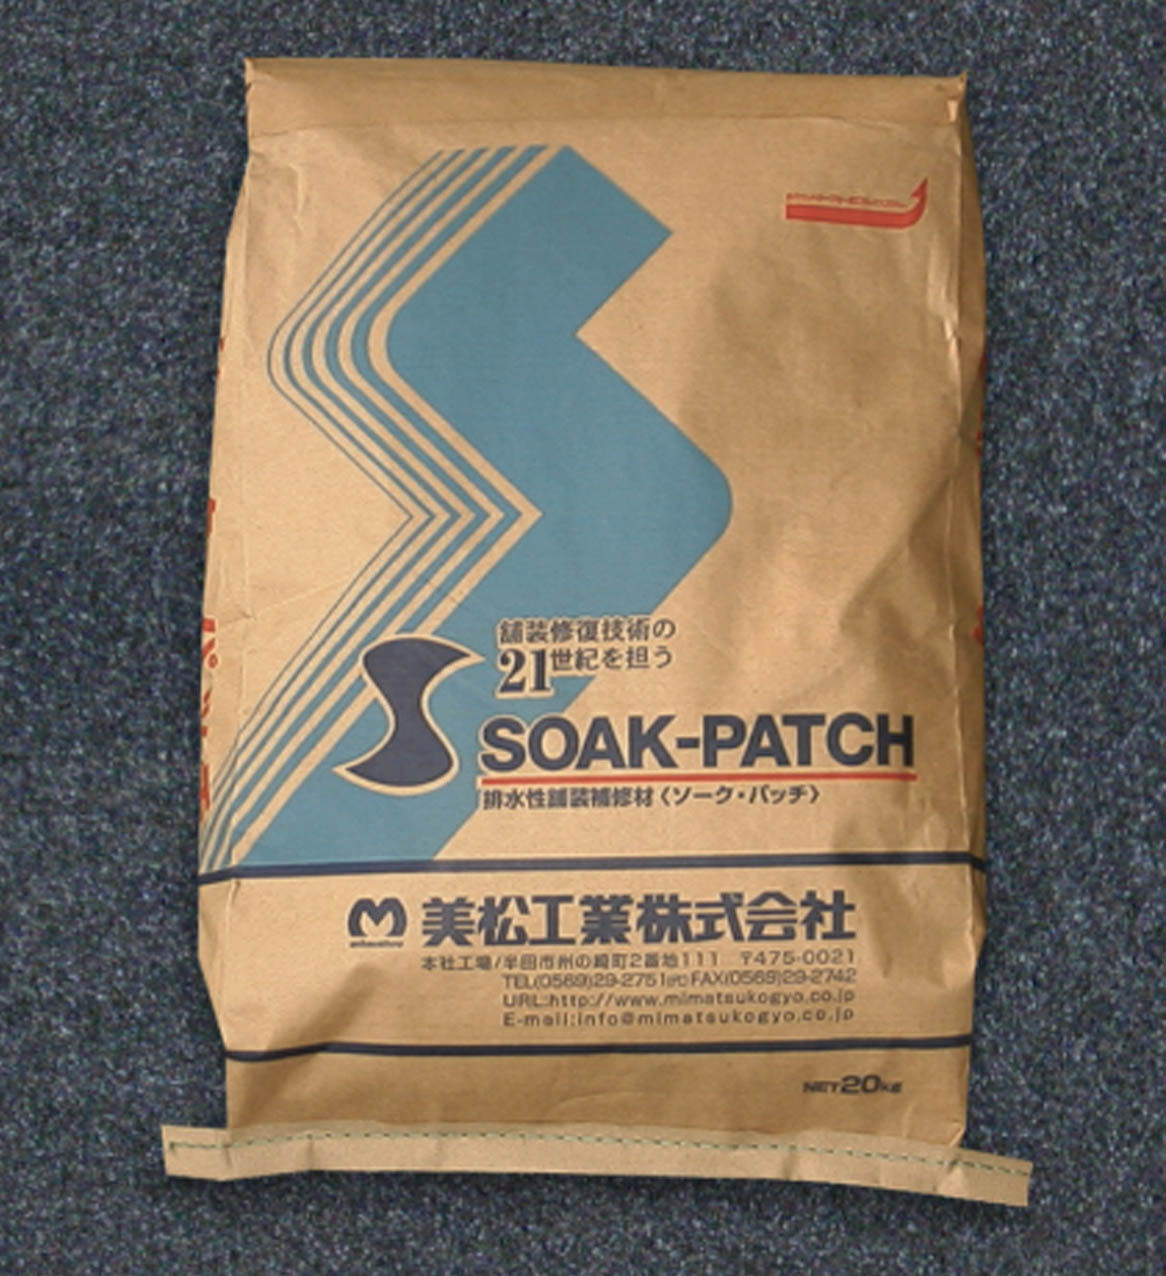 舗装修復技術の
21世紀を担う
SOAK-PATCH
排水性舗装補修材〈ソーク・パッチ〉
美松工業株式会社
本社工場/半田市州の崎町2番地111 〒475-0021
TEL(0569)29-2751㈹FAX(0569)29-2742
URL:http://www.mimatsukogyo.co.jp
E-mail:info@mimatsukogyo.co.jp
NET20KG